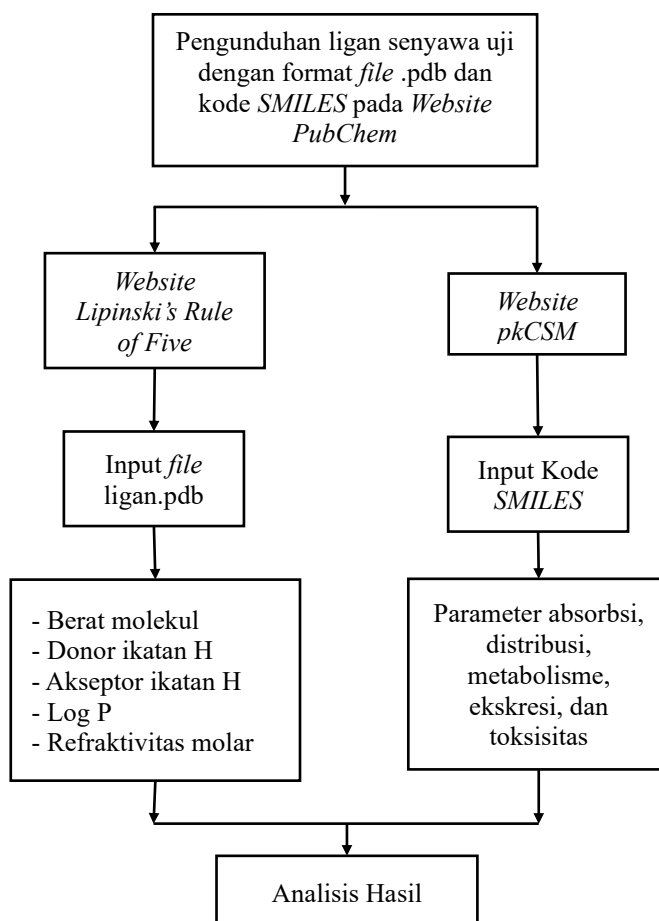 Pengunduhan ligan senyawa uji
dengan format file .pdb dan
kode SMILES pada Website
PubChem
Website
Lipinski’s Rule
of Five
Input file
ligan.pdb
- Berat molekul
- Donor ikatan H
- Akseptor ikatan H
- Log P
- Refraktivitas molar
Website
pkCSM
Input Kode
SMILES
Parameter absorbsi,
distribusi,
metabolisme,
ekskresi, dan
toksisitas
Analisis Hasil